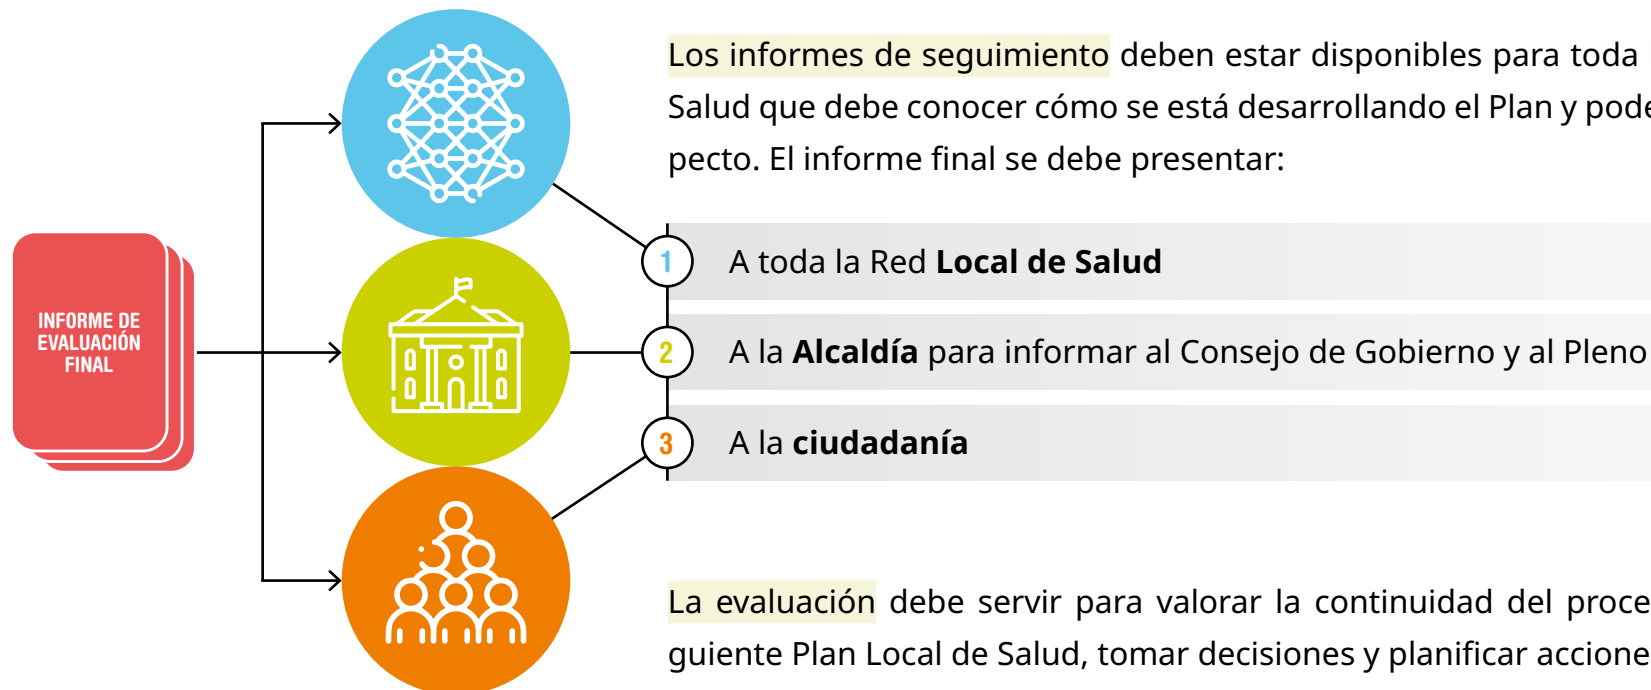 INFORME DE
EVALUACIÓN
FINAL
Los informes de seguimiento deben estar disponibles para toda
Salud que debe conocer cómo se está desarrollando el Plan y pode
pecto. El informe final se debe presentar:
1 A toda la Red Local de Salud
2 A la Alcaldía para informar al Consejo de Gobierno y al Pleno
3 A la ciudadanía
La evaluación debe servir para valorar la continuidad del proce
guiente Plan Local de Salud, tomar decisiones y planificar accione